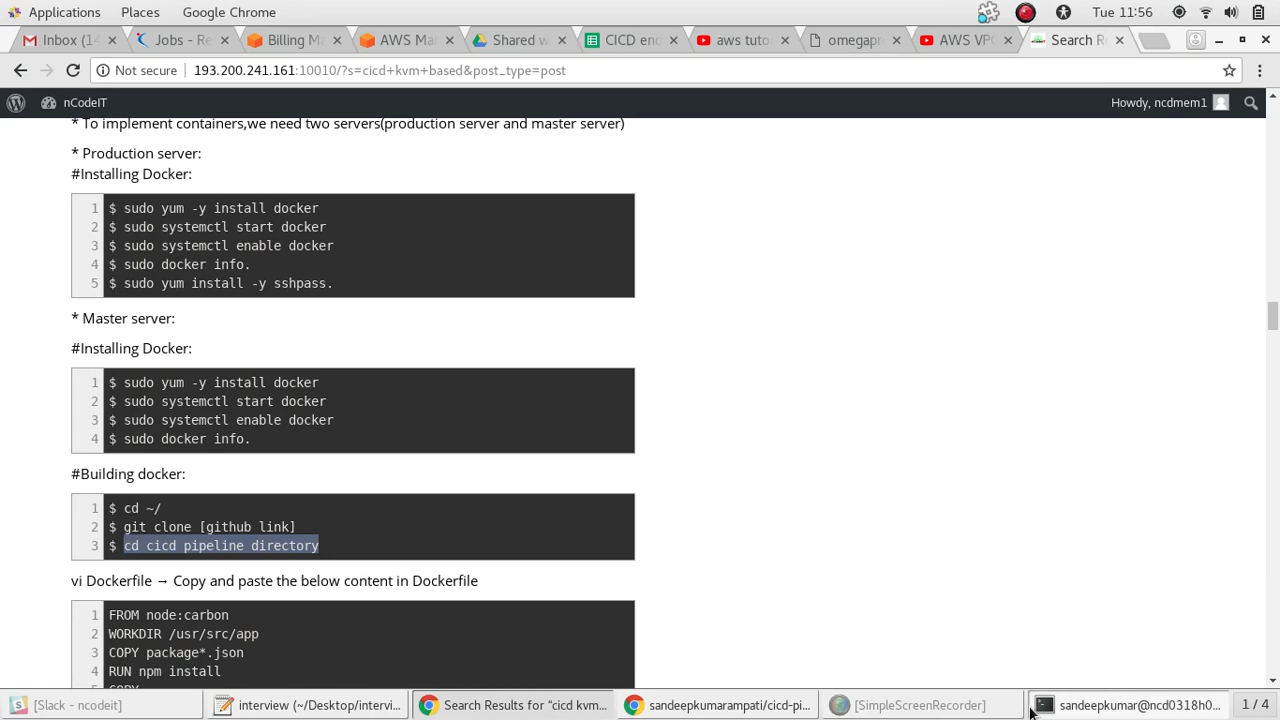 Applications Places Google Chrome Tue 11:56
Inbox (14 Jobs - Re Billing M AWS Ma Shared w CICD en aws tuto omegap AWS VPC Search R
Not secure 193.200.241.161:10010/?s=cicd+kvm+based&post_type=post
nCodeIT Howdy, ncdmem1
* To implement containers,we need two servers(production server and master server)
* Production server:
#Installing Docker:
1 $ sudo yum -y install docker
2 $ sudo systemctl start docker
3 $ sudo systemctl enable docker
4 $ sudo docker info.
5 $ sudo yum install -y sshpass.
* Master server:
#Installing Docker:
1 $ sudo yum -y install docker
2 $ sudo systemctl start docker
3 $ sudo systemctl enable docker
4 $ sudo docker info.
#Building docker:
1 $ cd ~/
2 $ git clone [github link]
3 $ cd cicd pipeline directory
vi Dockerfile → Copy and paste the below content in Dockerfile
1 FROM node:carbon
2 WORKDIR /usr/src/app
3 COPY package*.json
4 RUN npm install
[Slack - ncodeit] interview (~/Desktop/intervi... Search Results for “cicd kvm... sandeepkumarampati/cicd-pi... [SimpleScreenRecorder] sandeepkumar@ncd0318h0... 1 / 4